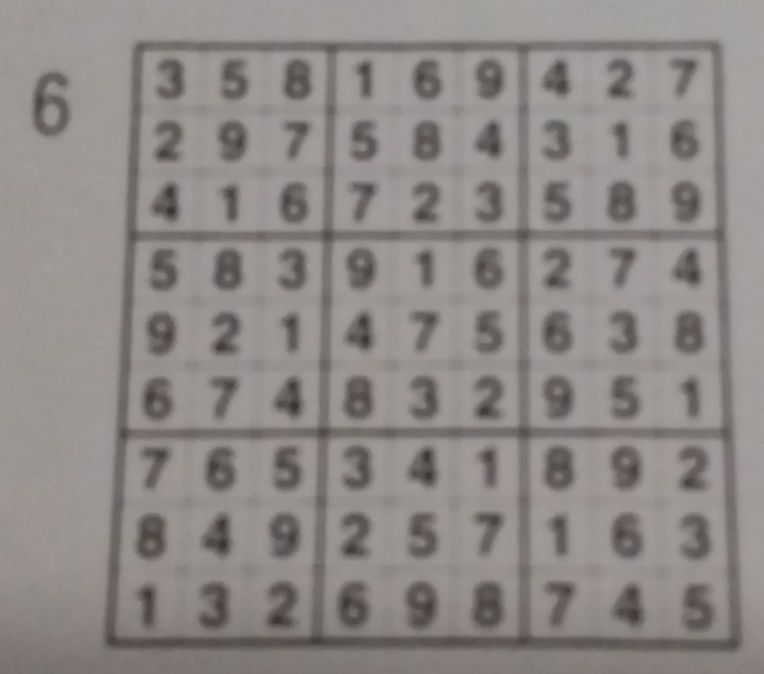 6
3 5 8 1 6 9 4 2 7
2 9 7 5 8 4 3 1 6
4 1 6 7 2 3 5 8 9
5 8 3 9 1 6 2 7 4
9 2 1 4 7 5 6 3 8
6 7 4 8 3 2 9 5 1
7 6 5 3 4 1 8 9 2
8 4 9 2 5 7 1 6 3
1 3 2 6 9 8 7 4 5